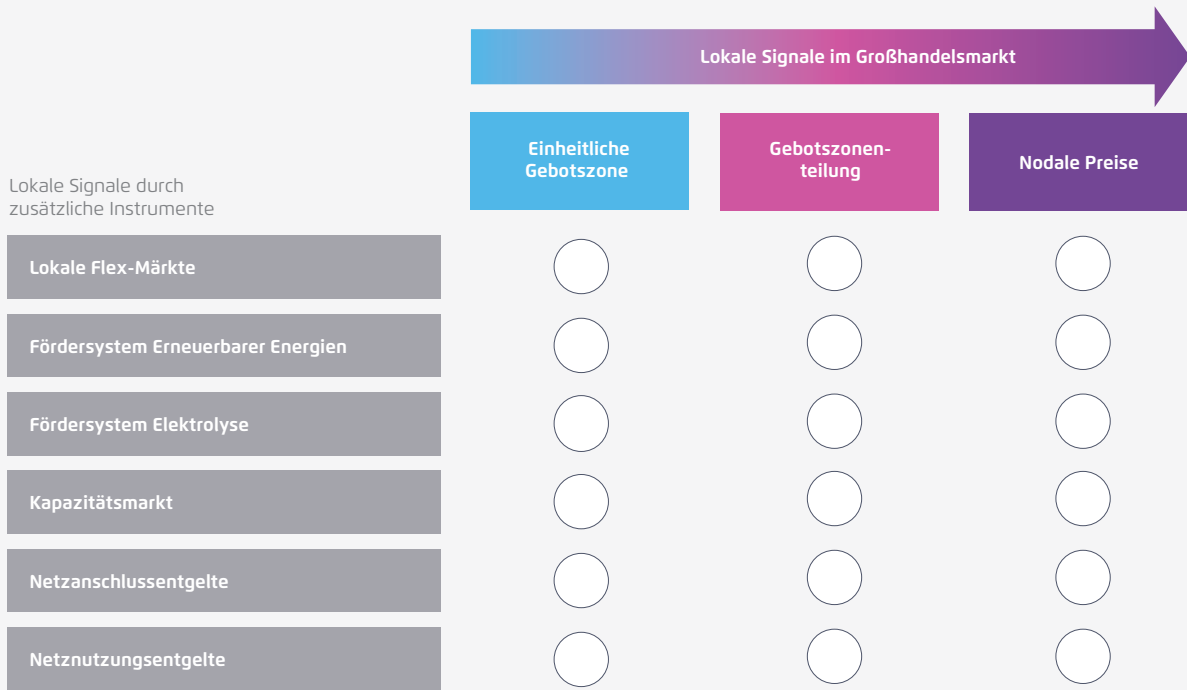 Lokale Signale im Großhandelsmarkt
Einheitliche
Gebotszone
Gebotszonen-
teilung
Nodale Preise
Lokale Signale durch
zusätzliche Instrumente
Lokale Flex-Märkte
Fördersystem Erneuerbarer Energien
Fördersystem Elektrolyse
Kapazitätsmarkt
Netzanschlussentgelte
Netznutzungsentgelte